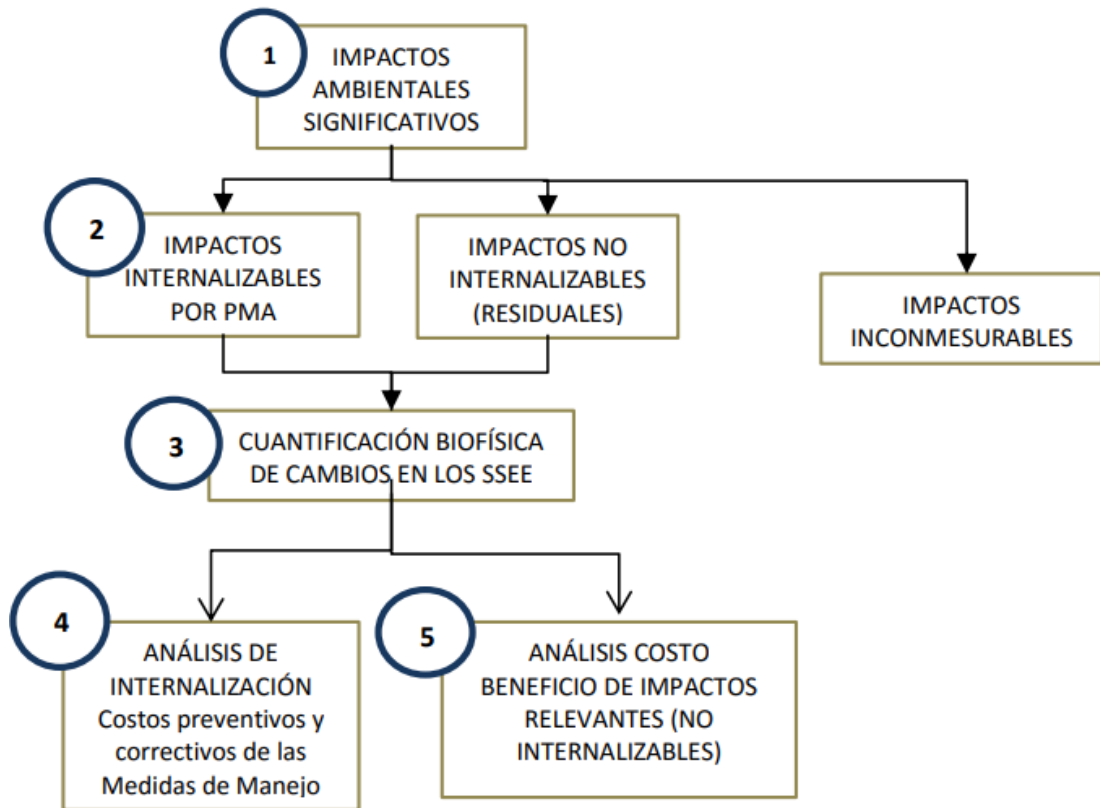 1
IMPACTOS
AMBIENTALES
SIGNIFICATIVOS
2
IMPACTOS
INTERNALIZABLES
POR PMA
IMPACTOS NO
INTERNALIZABLES
(RESIDUALES)
IMPACTOS
INCONMESURABLES
3
CUANTIFICACIÓN BIOFÍSICA
DE CAMBIOS EN LOS SSEE
4
ANÁLISIS DE
INTERNALIZACIÓN
Costos preventivos y
correctivos de las
Medidas de Manejo
5
ANÁLISIS COSTO
BENEFICIO DE IMPACTOS
RELEVANTES (NO
INTERNALIZABLES)